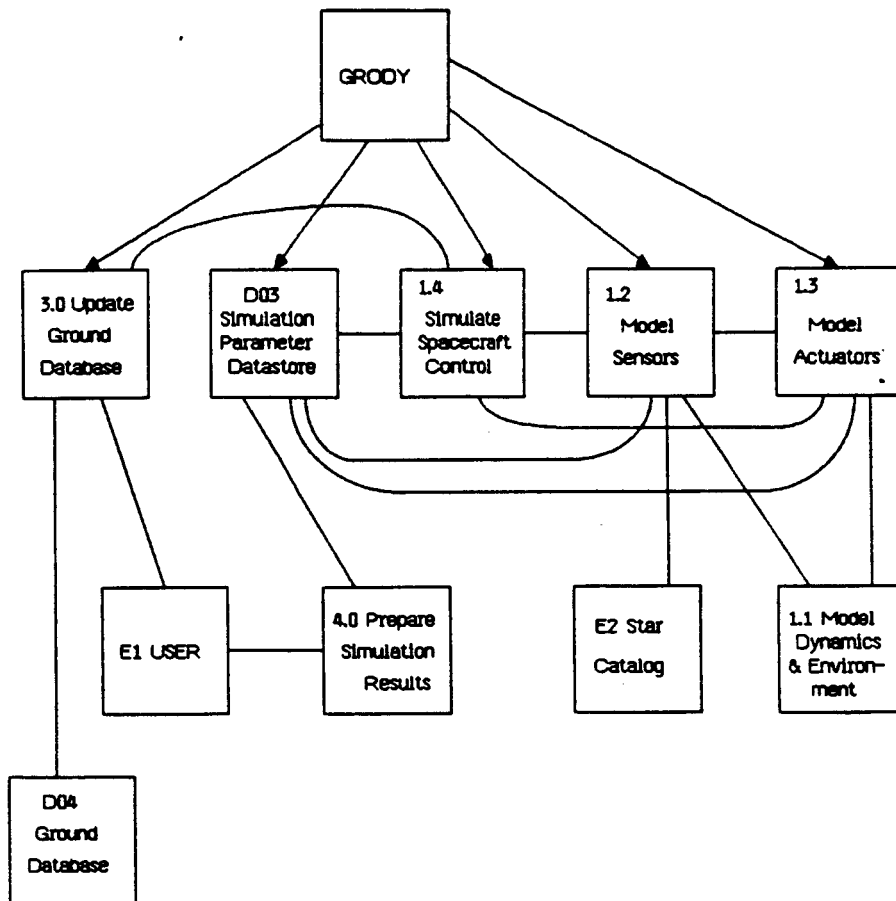 GRODY
3.0 Update
Ground
Database
D03
Simulation
Parameter
Datastore
1.4
Simulate
Spacecraft
Control
1.2
Model
Sensors
1.3
Model
Actuators
E1 USER
4.0 Prepare
Simulation
Results
E2 Star
Catalog
1.1 Model
Dynamics
& Environ-
ment
D04
Ground
Database